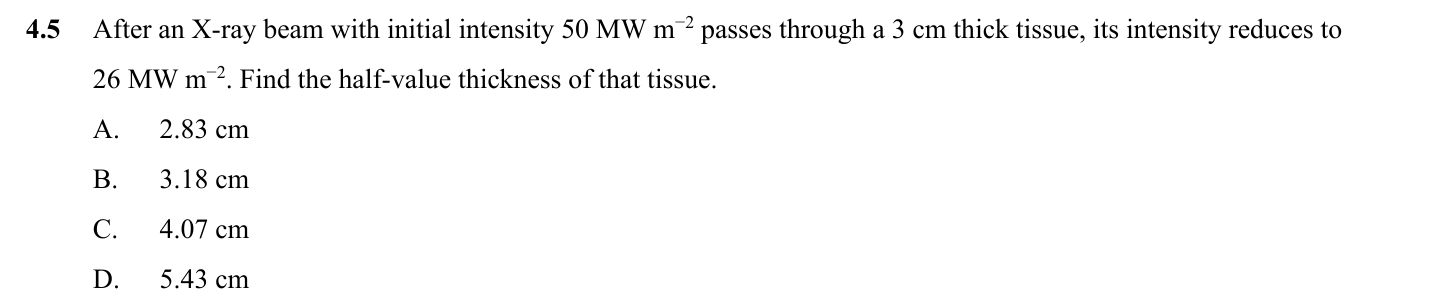 4.5 After an X-ray beam with initial intensity 50 MW m⁻² passes through a 3 cm thick tissue, its intensity reduces to
26 MW m⁻². Find the half-value thickness of that tissue.
A. 2.83 cm
B. 3.18 cm
C. 4.07 cm
D. 5.43 cm